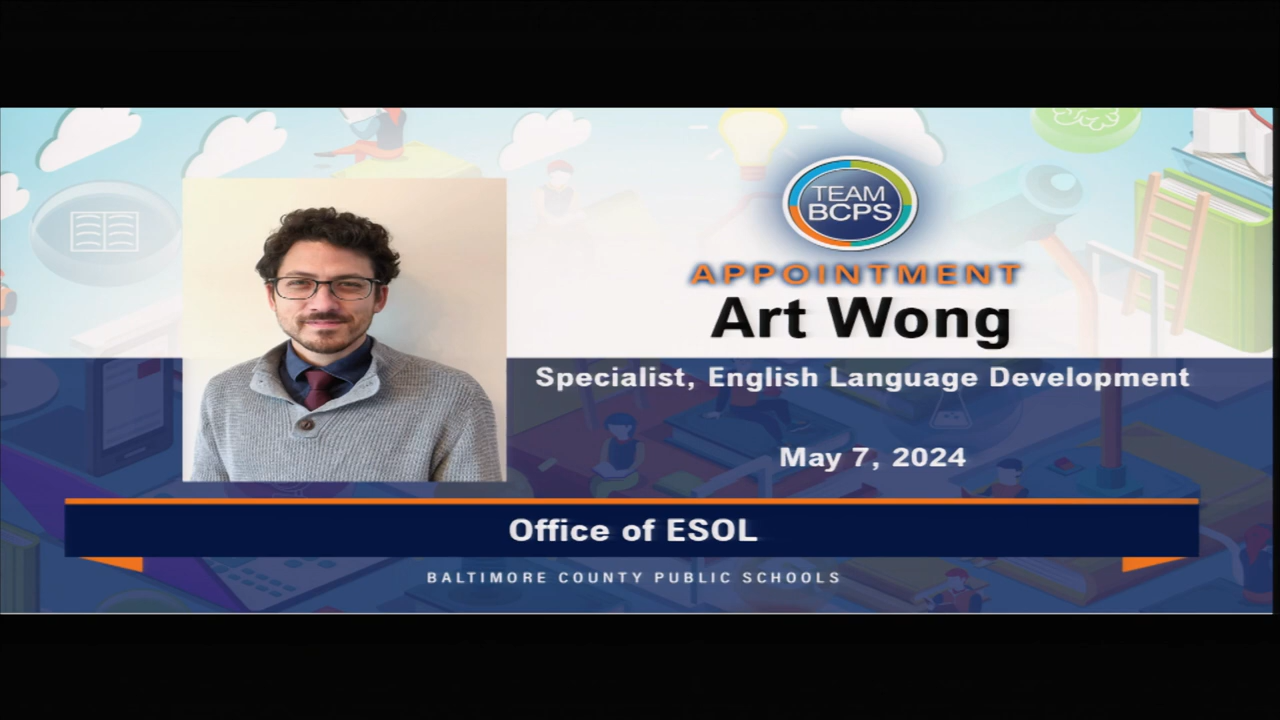 TEAM
BCPS
APPOINTMENT
Art Wong
Specialist, English Language Development
May 7, 2024
Office of ESOL
BALTIMORE COUNTY PUBLIC SCHOOLS